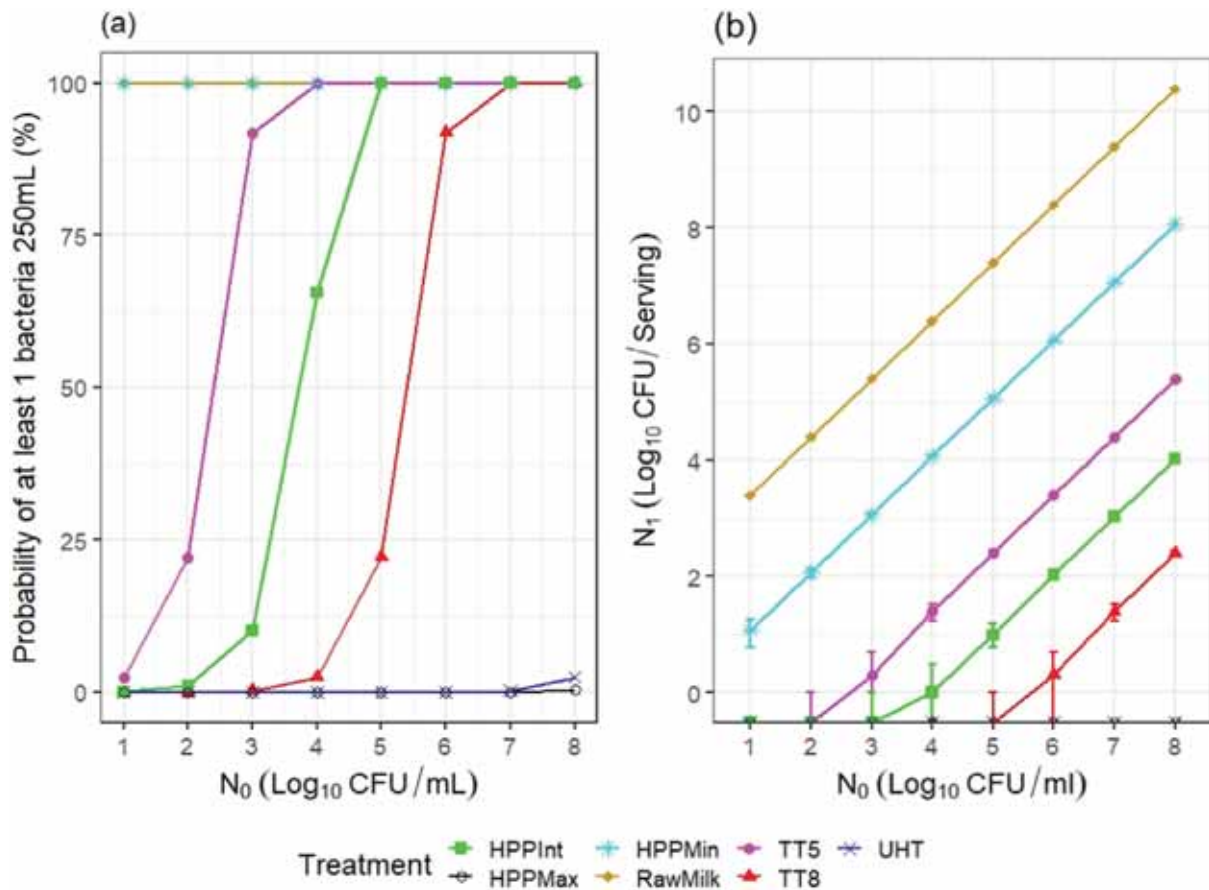 (a)
Probability of at least 1 bacteria 250mL (%)
100
75
50
25
0
1 2 3 4 5 6 7 8
N₀ (Log₁₀ CFU/mL)
(b)
N₁ (Log₁₀ CFU/Serving)
10
8
6
4
2
0
1 2 3 4 5 6 7 8
N₀ (Log₁₀ CFU/ml)
Treatment
HPPInt HPPMin TT5 UHT
HPPMax RawMilk TT8